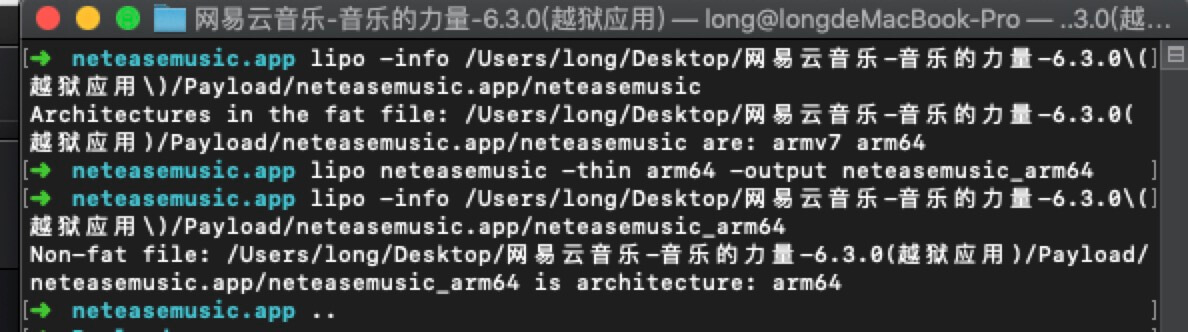 网易云音乐-音乐的力量-6.3.0(越狱应用) — long@longdeMacBook-Pro — ..3.0(越...
[➜  neteasemusic.app lipo -info /Users/long/Desktop/网易云音乐-音乐的力量-6.3.0\(]
越狱应用\)/Payload/neteasemusic.app/neteasemusic
Architectures in the fat file: /Users/long/Desktop/网易云音乐-音乐的力量-6.3.0(
越狱应用)/Payload/neteasemusic.app/neteasemusic are: armv7 arm64
[➜  neteasemusic.app lipo neteasemusic -thin arm64 -output neteasemusic_arm64 ]
[➜  neteasemusic.app lipo -info /Users/long/Desktop/网易云音乐-音乐的力量-6.3.0\(]
越狱应用\)/Payload/neteasemusic.app/neteasemusic_arm64
Non-fat file: /Users/long/Desktop/网易云音乐-音乐的力量-6.3.0(越狱应用)/Payload/
neteasemusic.app/neteasemusic_arm64 is architecture: arm64
[➜  neteasemusic.app .. ]